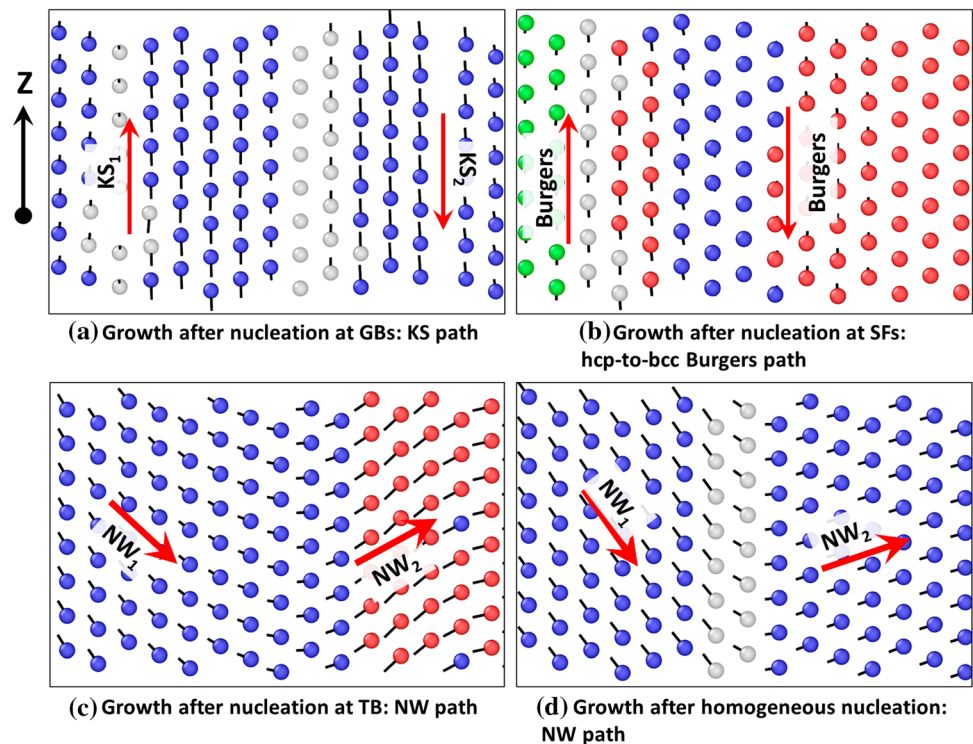 Z
KS1
KS2
(a) Growth after nucleation at GBs: KS path
Burgers
Burgers
(b) Growth after nucleation at SFs:
hcp-to-bcc Burgers path
NW1
NW2
(c) Growth after nucleation at TB: NW path
NW1
NW2
(d) Growth after homogeneous nucleation:
NW path